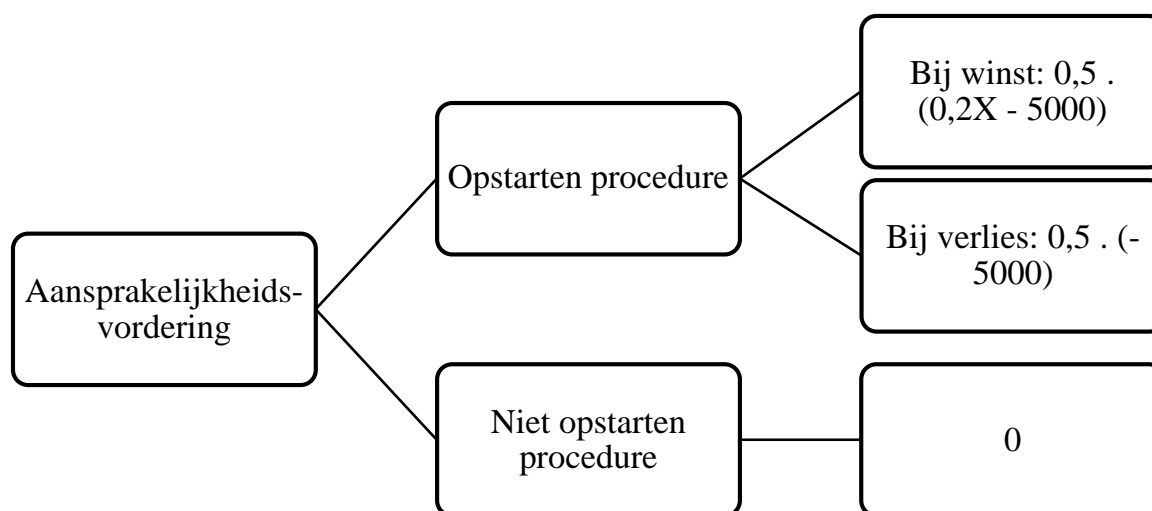 Aansprakelijkheids-
vordering
Opstarten procedure
Bij winst: 0,5 .
(0,2X - 5000)
Bij verlies: 0,5 . (-
5000)
Niet opstarten
procedure
0